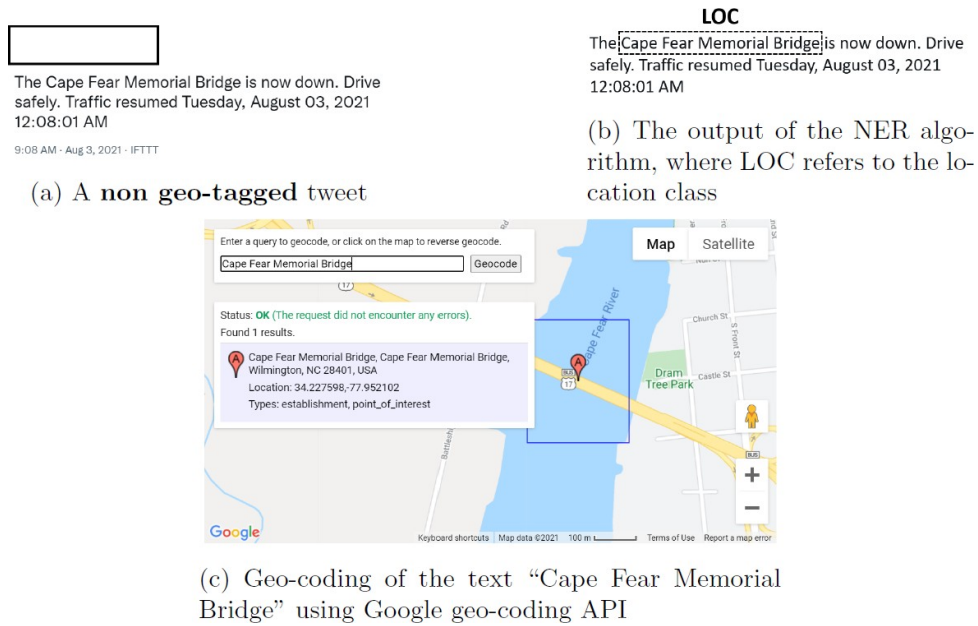 The Cape Fear Memorial Bridge is now down. Drive
safely. Traffic resumed Tuesday, August 03, 2021
12:08:01 AM
9:08 AM · Aug 3, 2021 · IFTTT
(a) A non geo-tagged tweet
LOC
The Cape Fear Memorial Bridge is now down. Drive
safely. Traffic resumed Tuesday, August 03, 2021
12:08:01 AM
(b) The output of the NER algo-
rithm, where LOC refers to the lo-
cation class
Enter a query to geocode, or click on the map to reverse geocode.
Cape Fear Memorial Bridge
Geocode
Status: OK (The request did not encounter any errors).
Found 1 results.
A
Cape Fear Memorial Bridge, Cape Fear Memorial Bridge,
Wilmington, NC 28401, USA
Location: 34.227598,-77.952102
Types: establishment, point_of_interest
Map
Satellite
17
Rd
Cape Fear River
A
BUS
17
Church St
S Front St
Castle St
Dram
Tree Park
Battleshi
BUS
+
−
Google
Keyboard shortcuts
Map data ©2021
100 m
Terms of Use
Report a map error
(c) Geo-coding of the text “Cape Fear Memorial
Bridge” using Google geo-coding API